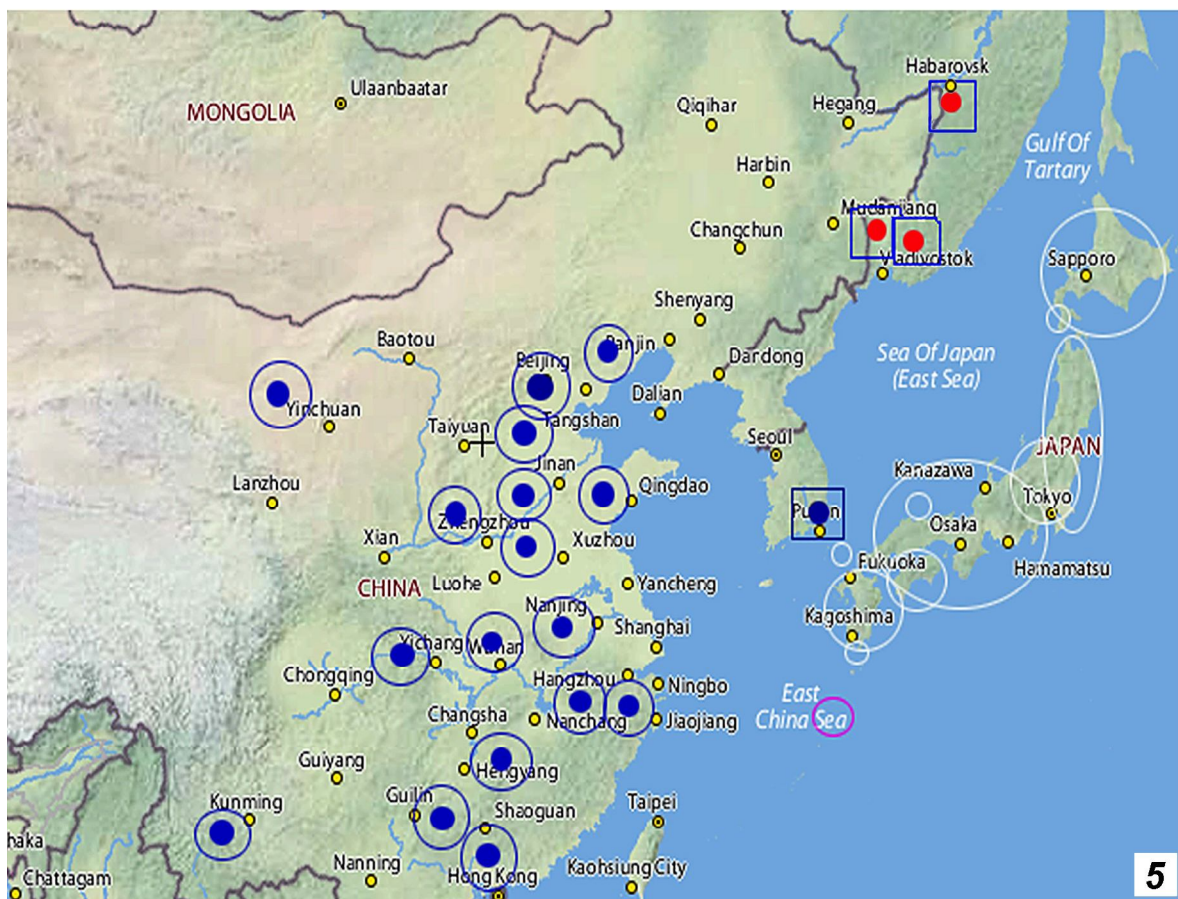 Habarovsk
Ulaanbaatar
MONGOLIA
Qiqihar
Hegang
Gulf Of
Tartary
Harbin
Mudanjiang
Changchun
Sapporo
Vladivostok
Shenyang
Baotou
Panjin
Sea Of Japan
(East Sea)
Beijing
Dardong
Dalian
Yinchuan
Taiyuan
Tangshan
Seoul
JAPAN
Jinan
Kanazawa
Lanzhou
Qingdao
Tokyo
Zhengzhou
Pusan
Osaka
Xian
Xuzhou
Fukuoka
Hamamatsu
Luohe
Yancheng
CHINA
Nanjing
Kagoshima
Shanghai
Yichang
Wuhan
Chongqing
Hangzhou
Ningbo
East
China Sea
Changsha
Nanchang
Jiaojiang
Guiyang
Hengyang
Kunming
Guilin
Shaoguan
Taipei
haka
Nanning
Hong Kong
Kaohsiung City
Chattagam
5